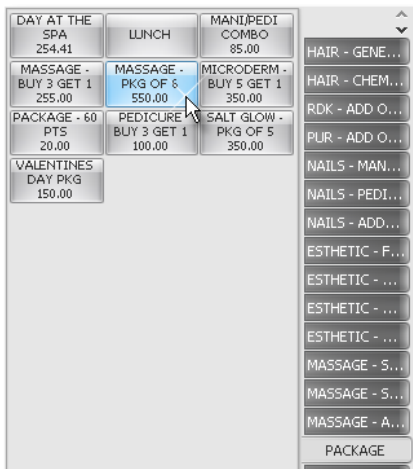 DAY AT THE
SPA
254.41
LUNCH
MANI/PEDI
COMBO
85.00
MASSAGE -
BUY 3 GET 1
255.00
MASSAGE -
PKG OF 6
550.00
MICRODERM -
BUY 5 GET 1
350.00
PACKAGE - 60
PTS
20.00
PEDICURE
BUY 3 GET 1
100.00
SALT GLOW -
PKG OF 5
350.00
VALENTINES
DAY PKG
150.00
HAIR - GENE...
HAIR - CHEM...
RDK - ADD O...
PUR - ADD O...
NAILS - MAN...
NAILS - PEDI...
NAILS - ADD...
ESTHETIC - F...
ESTHETIC - ...
ESTHETIC - ...
ESTHETIC - ...
MASSAGE - S...
MASSAGE - S...
MASSAGE - A...
PACKAGE